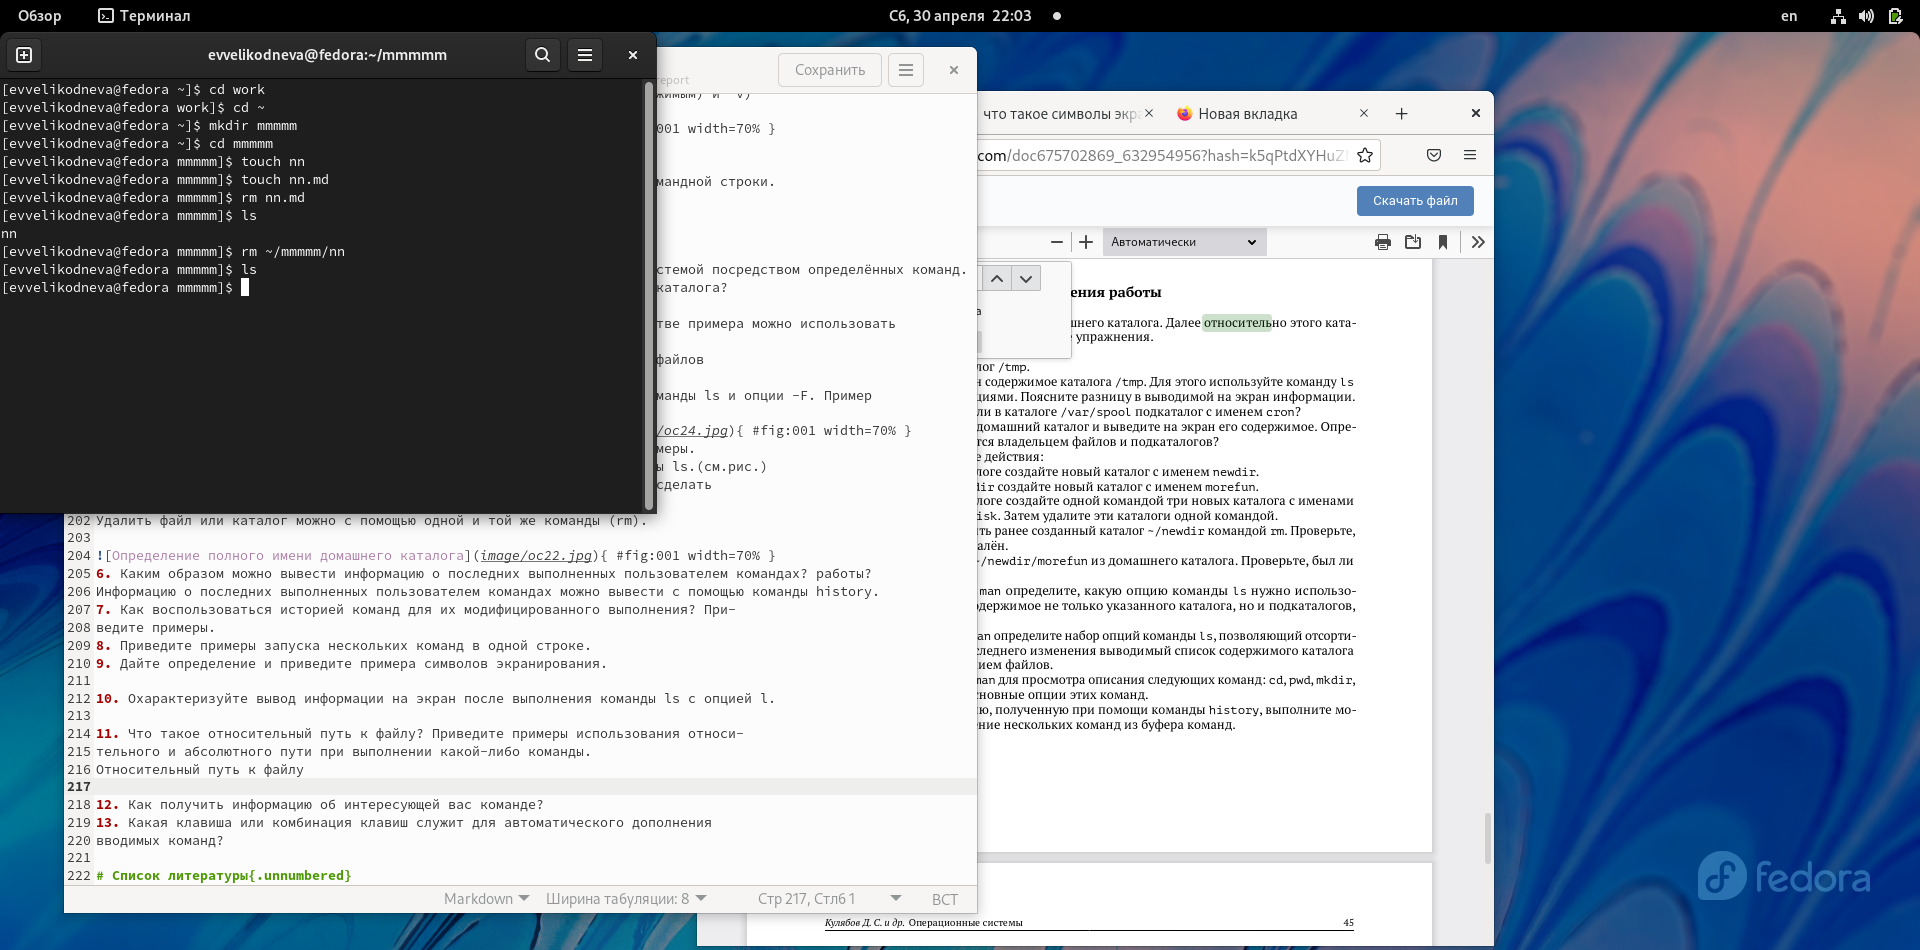 Обзор
Терминал
Сб, 30 апреля 22:03
en
evvelikodneva@fedora:~/mmmmm
[evvelikodneva@fedora ~]$ cd work
[evvelikodneva@fedora work]$ cd ~
[evvelikodneva@fedora ~]$ mkdir mmmmm
[evvelikodneva@fedora ~]$ cd mmmmm
[evvelikodneva@fedora mmmmm]$ touch nn
[evvelikodneva@fedora mmmmm]$ touch nn.md
[evvelikodneva@fedora mmmmm]$ rm nn.md
[evvelikodneva@fedora mmmmm]$ ls
nn
[evvelikodneva@fedora mmmmm]$ rm ~/mmmmm/nn
[evvelikodneva@fedora mmmmm]$ ls
[evvelikodneva@fedora mmmmm]$
report
Сохранить
001 width=70% }
мандной строки.
стемой посредством определённых команд.
каталога?
тве примера можно использовать
файлов
манды ls и опции -F. Пример
/oc24.jpg){ #fig:001 width=70% }
меры.
ы ls.(см.рис.)
сделать
202 Удалить файл или каталог можно с помощью одной и той же команды (rm).
203
204 ![Определение полного имени домашнего каталога](image/oc22.jpg){ #fig:001 width=70% }
205 6. Каким образом можно вывести информацию о последних выполненных пользователем командах? работы?
206 Информацию о последних выполненных пользователем командах можно вывести с помощью команды history.
207 7. Как воспользоваться историей команд для их модифицированного выполнения? При-
208 ведите примеры.
209 8. Приведите примеры запуска нескольких команд в одной строке.
210 9. Дайте определение и приведите примера символов экранирования.
211
212 10. Охарактеризуйте вывод информации на экран после выполнения команды ls с опцией l.
213
214 11. Что такое относительный путь к файлу? Приведите примеры использования относи-
215 тельного и абсолютного пути при выполнении какой-либо команды.
216 Относительный путь к файлу
217
218 12. Как получить информацию об интересующей вас команде?
219 13. Какая клавиша или комбинация клавиш служит для автоматического дополнения
220 вводимых команд?
221
222 # Список литературы{.unnumbered}
Markdown
Ширина табуляции: 8
Стр 217, Стлб 1
ВСТ
что такое символы экра
Новая вкладка
com/doc675702869_632954956?hash=k5qPtdXYHuZ
Скачать файл
Автоматически
ения работы
шнего каталога. Далее относительно этого ката-
е упражнения.
лог /tmp.
н содержимое каталога /tmp. Для этого используйте команду ls
циями. Поясните разницу в выводимой на экран информации.
ли в каталоге /var/spool подкаталог с именем cron?
домашний каталог и выведите на экран его содержимое. Опре-
тся владельцем файлов и подкаталогов?
е действия:
логе создайте новый каталог с именем newdir.
dir создайте новый каталог с именем morefun.
логе создайте одной командой три новых каталога с именами
isk. Затем удалите эти каталоги одной командой.
ть ранее созданный каталог ~/newdir командой rm. Проверьте,
алён.
~/newdir/morefun из домашнего каталога. Проверьте, был ли
man определите, какую опцию команды ls нужно использо-
одержимое не только указанного каталога, но и подкаталогов,
an определите набор опций команды ls, позволяющий отсорти-
следнего изменения выводимый список содержимого каталога
ием файлов.
man для просмотра описания следующих команд: cd, pwd, mkdir,
сновные опции этих команд.
ю, полученную при помощи команды history, выполните мо-
ение нескольких команд из буфера команд.
Кулябов Д. С. и др. Операционные системы
45
fedora